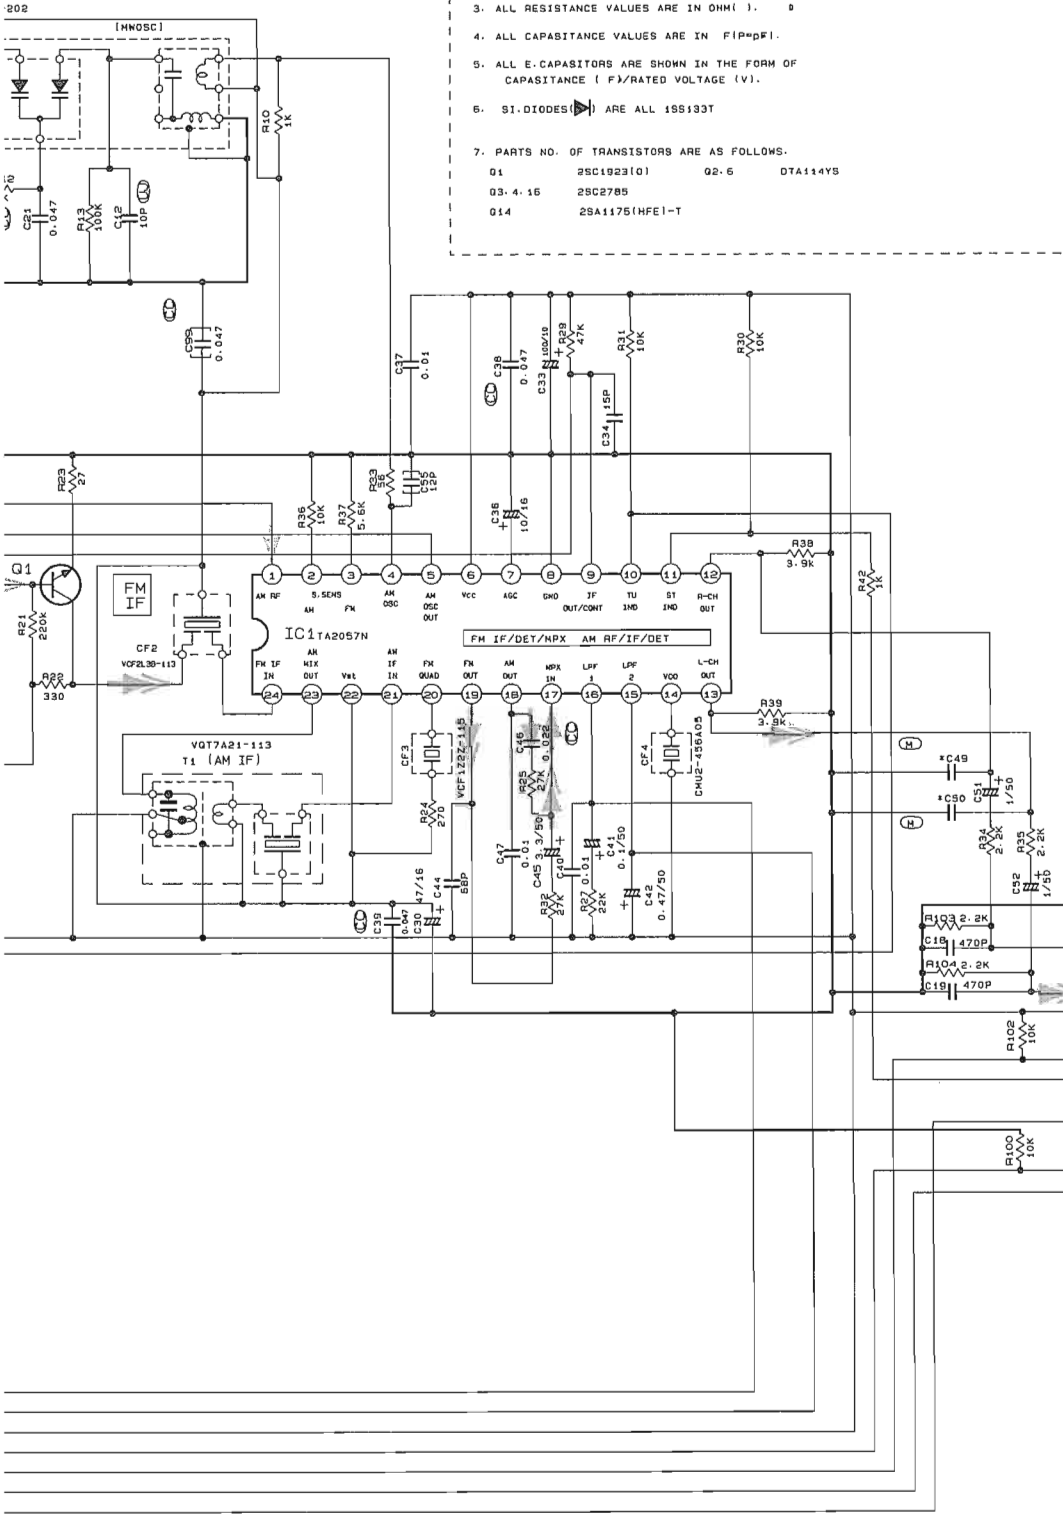 -202
[MWOSC]
3. ALL RESISTANCE VALUES ARE IN OHM( ).
4. ALL CAPASITANCE VALUES ARE IN F(P=pF).
5. ALL E.CAPASITORS ARE SHOWN IN THE FORM OF
CAPASITANCE ( F)/RATED VOLTAGE (V).
6. SI.DIODES( ) ARE ALL 1SS133T
7. PARTS NO. OF TRANSISTORS ARE AS FOLLOWS.
Q1 2SC1923(O) Q2.6 DTA114YS
Q3.4.16 2SC2785
Q14 2SA1175(HFE)-T
R10
1K
C21
0.047
R13
100K
C12
10P
C99
0.047
C37
0.01
C38
0.047
C33
100/10
+
R29
47K
C34
15P
R31
10K
R30
10K
R23
27
R36
10K
R37
5.6K
R33
56
C55
12P
C36
10/16
+
R38
3.9k
R42
1K
Q1
FM
IF
R21
220k
R22
330
CF2
VCF2L38-113
1 2 3 4 5 6 7 8 9 10 11 12
AM RF
S.SENS
AM
FM
AM
OSC
AM
OSC
OUT
VCC
AGC
GND
IF
OUT/CONT
TU
IND
ST
IND
R-CH
OUT
IC1 TA2057N
FM IF/DET/MPX AM RF/IF/DET
FM IF
IN
AM
MIX
OUT
AM
IF
IN
FM
QUAD
FM
OUT
AM
OUT
MPX
IN
LPF
1
LPF
2
VCO
L-CH
OUT
24 23 22 21 20 19 18 17 16 15 14 13
R39
3.9k
VQT7A21-113
T1 (AM IF)
CF3
VCF1Z2Z-115
R24
270
C46
0.022
R25
27K
CF4
CMU2-456A05
M
*C49
C51
1/50
+
M
*C50
R34
2.2K
R35
2.2K
C52
1/50
+
C47
0.01
C45
3.3/50
+
C40
0.01
C41
0.1/50
+
C44
68P
C39
0.047
C30
47/16
+
R32
27K
R27
22K
C42
0.47/50
+
R103 2.2K
C18 470P
R104 2.2K
C19 470P
R102
10K
R100
10K